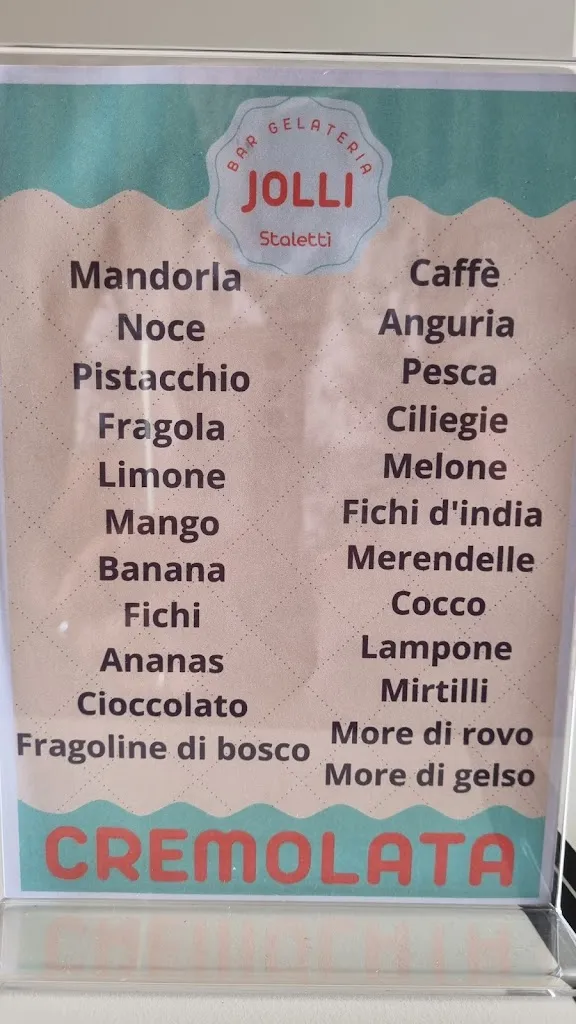 BAR GELATERIA
JOLLI
Stalettì
Mandorla
Noce
Pistacchio
Fragola
Limone
Mango
Banana
Fichi
Ananas
Cioccolato
Fragoline di bosco
Caffè
Anguria
Pesca
Ciliegie
Melone
Fichi d'india
Merendelle
Cocco
Lampone
Mirtilli
More di rovo
More di gelso
CREMOLATA